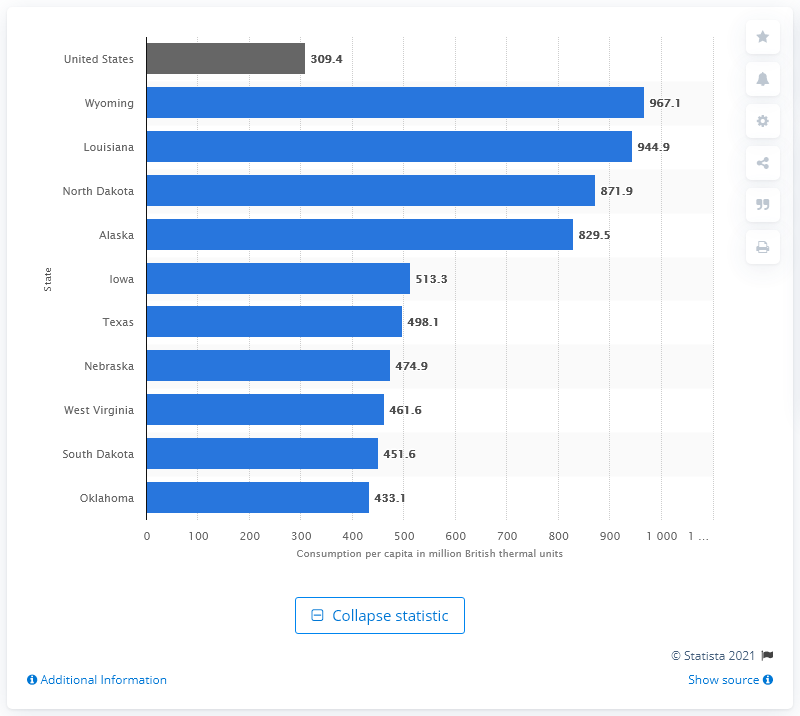 United States 309.4
Wyoming 967.1
Louisiana 944.9
North Dakota 871.9
Alaska 829.5
Iowa 513.3
Texas 498.1
Nebraska 474.9
West Virginia 461.6
South Dakota 451.6
Oklahoma 433.1
State
0 100 200 300 400 500 600 700 800 900 1 000 1 ...
Consumption per capita in million British thermal units
Collapse statistic
© Statista 2021
Additional Information
Show source